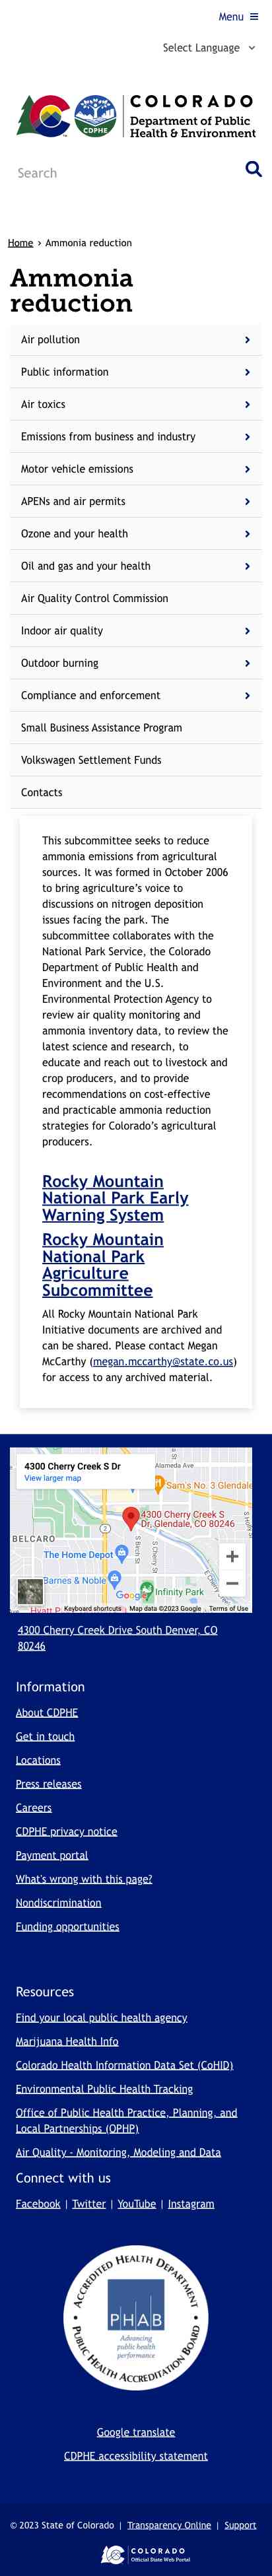 Menu
Select Language
COLORADO
Department of Public
Health & Environment
CDPHE
Search
Home › Ammonia reduction
Ammonia
reduction
Air pollution
Public information
Air toxics
Emissions from business and industry
Motor vehicle emissions
APENs and air permits
Ozone and your health
Oil and gas and your health
Air Quality Control Commission
Indoor air quality
Outdoor burning
Compliance and enforcement
Small Business Assistance Program
Volkswagen Settlement Funds
Contacts
This subcommittee seeks to reduce
ammonia emissions from agricultural
sources. It was formed in October 2006
to bring agriculture’s voice to
discussions on nitrogen deposition
issues facing the park. The
subcommittee collaborates with the
National Park Service, the Colorado
Department of Public Health and
Environment and the U.S.
Environmental Protection Agency to
review air quality monitoring and
ammonia inventory data, to review the
latest science and research, to
educate and reach out to livestock and
crop producers, and to provide
recommendations on cost-effective
and practicable ammonia reduction
strategies for Colorado’s agricultural
producers.
Rocky Mountain
National Park Early
Warning System
Rocky Mountain
National Park
Agriculture
Subcommittee
All Rocky Mountain National Park
Initiative documents are archived and
can be shared. Please contact Megan
McCarthy (megan.mccarthy@state.co.us)
for access to any archived material.
4300 Cherry Creek S Dr
View larger map
Alameda Ave
Sam's No. 3 Glendale
4300 Cherry Creek S
Dr, Glendale, CO
2
BELCARO
The Home Depot
S Birch St
Barnes & Noble
Infinity Park
E Cherry
Hyatt
Google
Keyboard shortcuts
Map data ©2023 Google
Terms of Use
4300 Cherry Creek Drive South Denver, CO
80246
Information
About CDPHE
Get in touch
Locations
Press releases
Careers
CDPHE privacy notice
Payment portal
What's wrong with this page?
Nondiscrimination
Funding opportunities
Resources
Find your local public health agency
Marijuana Health Info
Colorado Health Information Data Set (CoHID)
Environmental Public Health Tracking
Office of Public Health Practice, Planning, and
Local Partnerships (OPHP)
Air Quality - Monitoring, Modeling and Data
Connect with us
Facebook | Twitter | YouTube | Instagram
ACCREDITED HEALTH DEPARTMENT
PHAB
Advancing
public health
performance
PUBLIC HEALTH ACCREDITATION BOARD
Google translate
CDPHE accessibility statement
© 2023 State of Colorado | Transparency Online | Support
COLORADO
Official State Web Portal